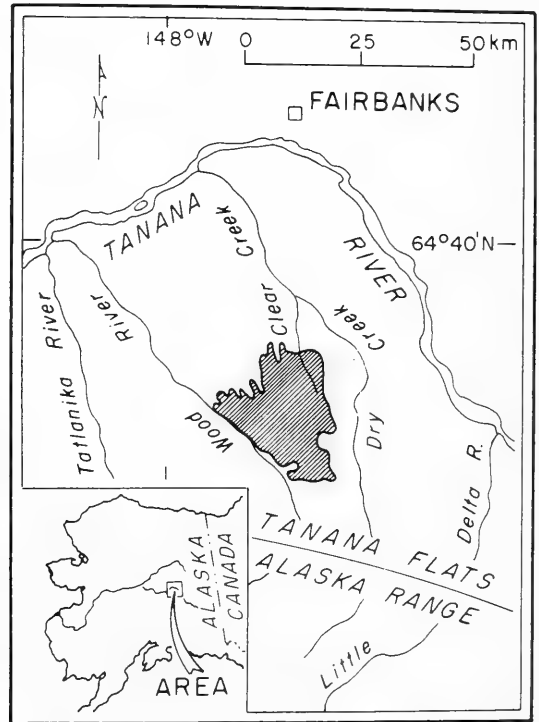 148°W
0 25 50 km
N
FAIRBANKS
TANANA RIVER
64°40'N
Clear Creek
Dry Creek
Wood River
Tatlanika River
Little Delta R.
TANANA FLATS
ALASKA RANGE
ALASKA
CANADA
AREA